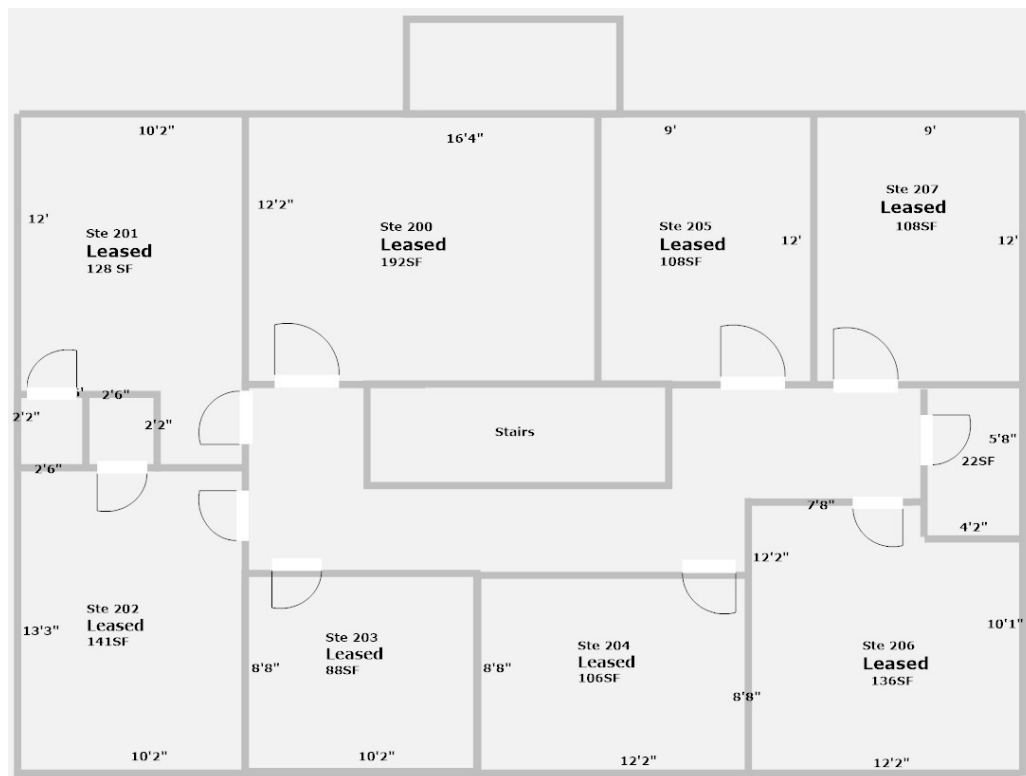 10'2"
16'4"
9'
9'
12'
Ste 201
Leased
128 SF
12'2"
Ste 200
Leased
192SF
Ste 205
Leased
108SF
12'
Ste 207
Leased
108SF
12'
2'6"
2'2"
2'2"
2'6"
Stairs
5'8"
22SF
4'2"
7'8"
Ste 202
Leased
141SF
13'3"
10'2"
Ste 203
Leased
88SF
8'8"
10'2"
Ste 204
Leased
106SF
8'8"
12'2"
12'2"
8'8"
Ste 206
Leased
136SF
10'1"
12'2"